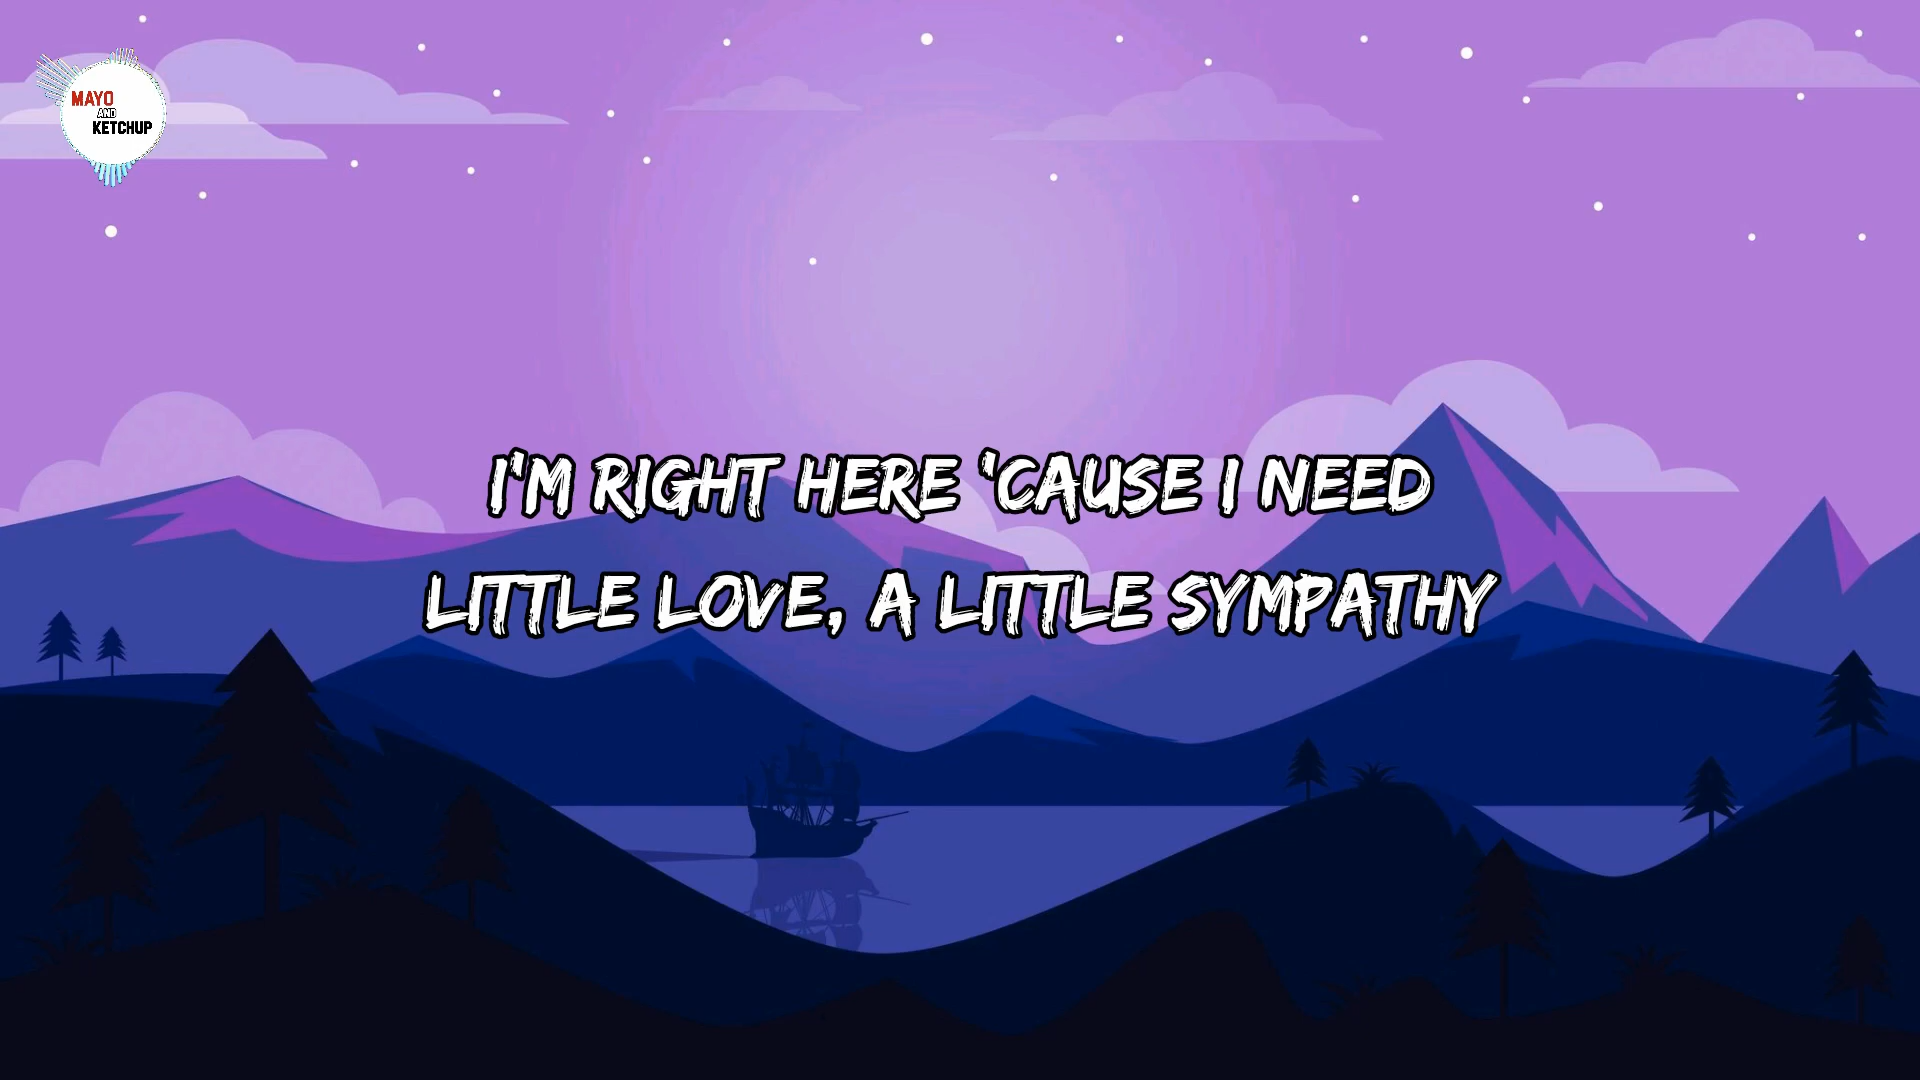 MAYO
AND
KETCHUP
I'M RIGHT HERE 'CAUSE I NEED
LITTLE LOVE, A LITTLE SYMPATHY